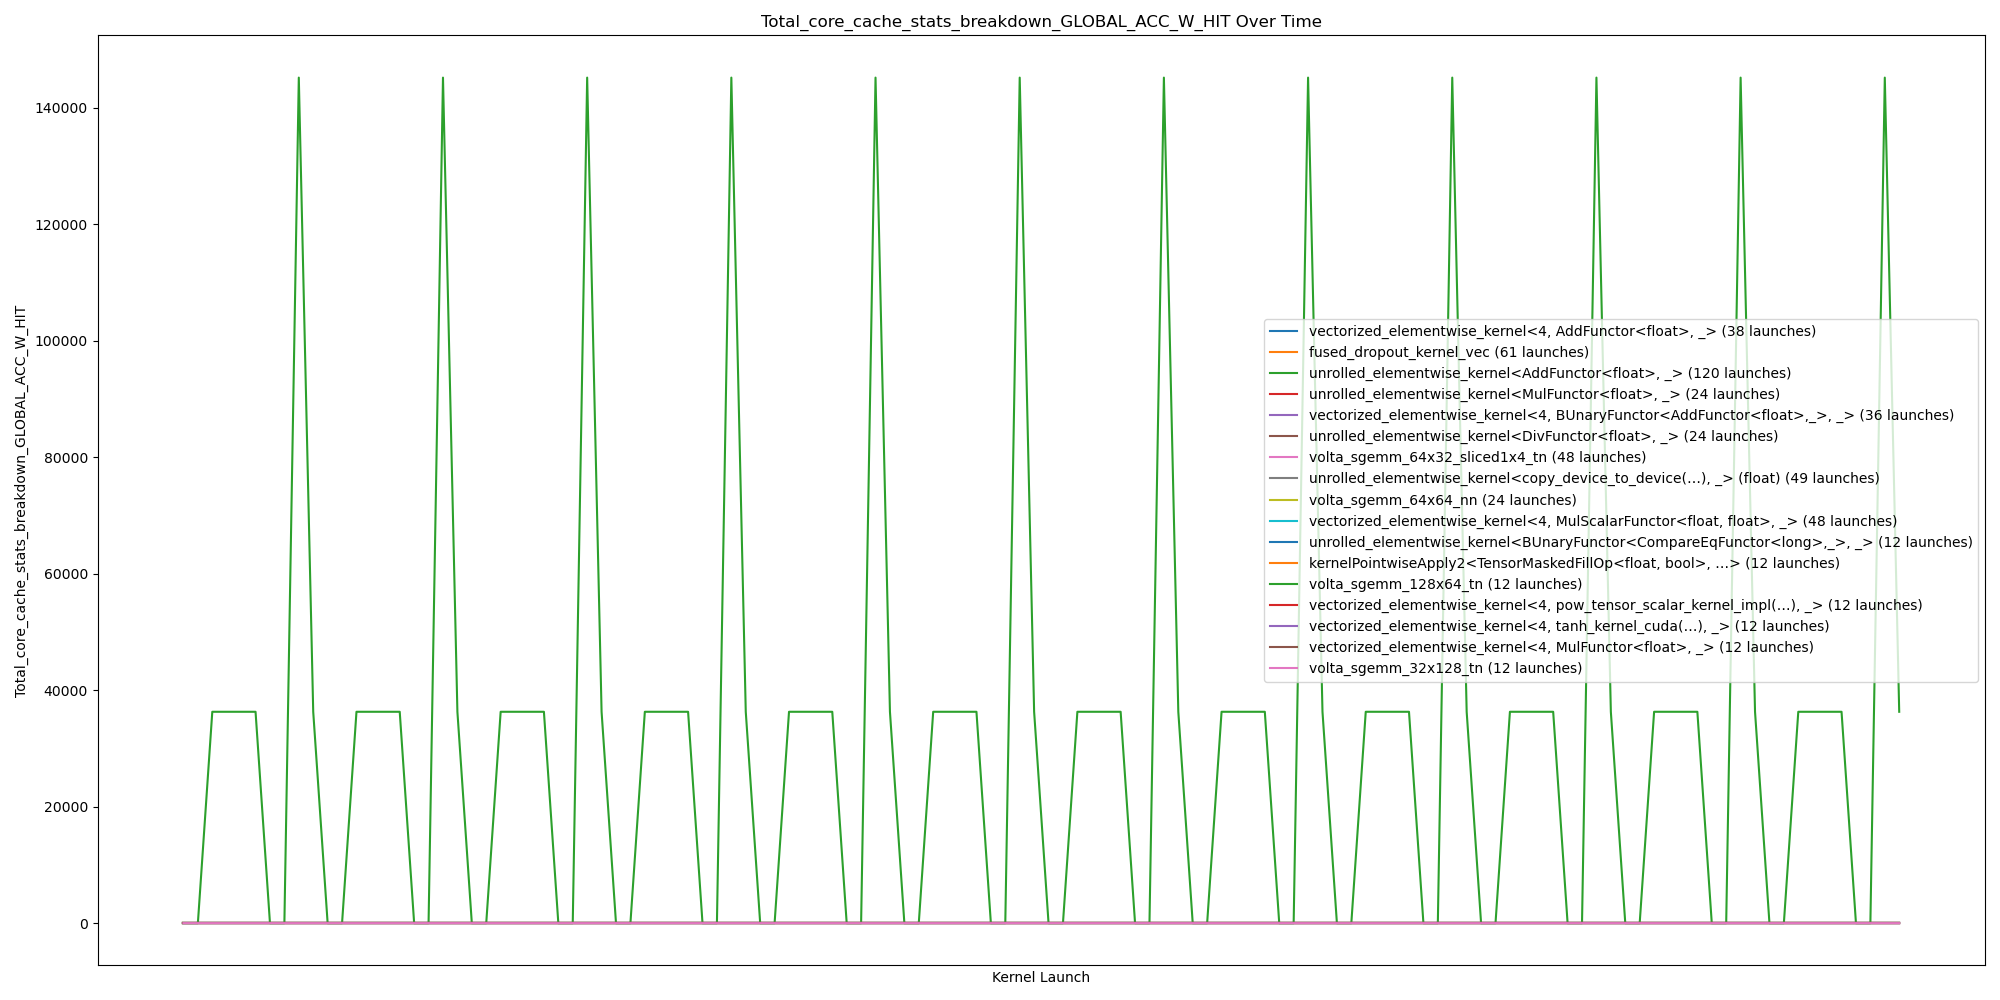 Total_core_cache_stats_breakdown_GLOBAL_ACC_W_HIT Over Time
Total_core_cache_stats_breakdown_GLOBAL_ACC_W_HIT
140000
120000
100000
80000
60000
40000
20000
0
vectorized_elementwise_kernel<4, AddFunctor<float>, _> (38 launches)
fused_dropout_kernel_vec (61 launches)
unrolled_elementwise_kernel<AddFunctor<float>, _> (120 launches)
unrolled_elementwise_kernel<MulFunctor<float>, _> (24 launches)
vectorized_elementwise_kernel<4, BUnaryFunctor<AddFunctor<float>,_>, _> (36 launches)
unrolled_elementwise_kernel<DivFunctor<float>, _> (24 launches)
volta_sgemm_64x32_sliced1x4_tn (48 launches)
unrolled_elementwise_kernel<copy_device_to_device(...), _> (float) (49 launches)
volta_sgemm_64x64_nn (24 launches)
vectorized_elementwise_kernel<4, MulScalarFunctor<float, float>, _> (48 launches)
unrolled_elementwise_kernel<BUnaryFunctor<CompareEqFunctor<long>,_>, _> (12 launches)
kernelPointwiseApply2<TensorMaskedFillOp<float, bool>, ...> (12 launches)
volta_sgemm_128x64_tn (12 launches)
vectorized_elementwise_kernel<4, pow_tensor_scalar_kernel_impl(...), _> (12 launches)
vectorized_elementwise_kernel<4, tanh_kernel_cuda(...), _> (12 launches)
vectorized_elementwise_kernel<4, MulFunctor<float>, _> (12 launches)
volta_sgemm_32x128_tn (12 launches)
Kernel Launch